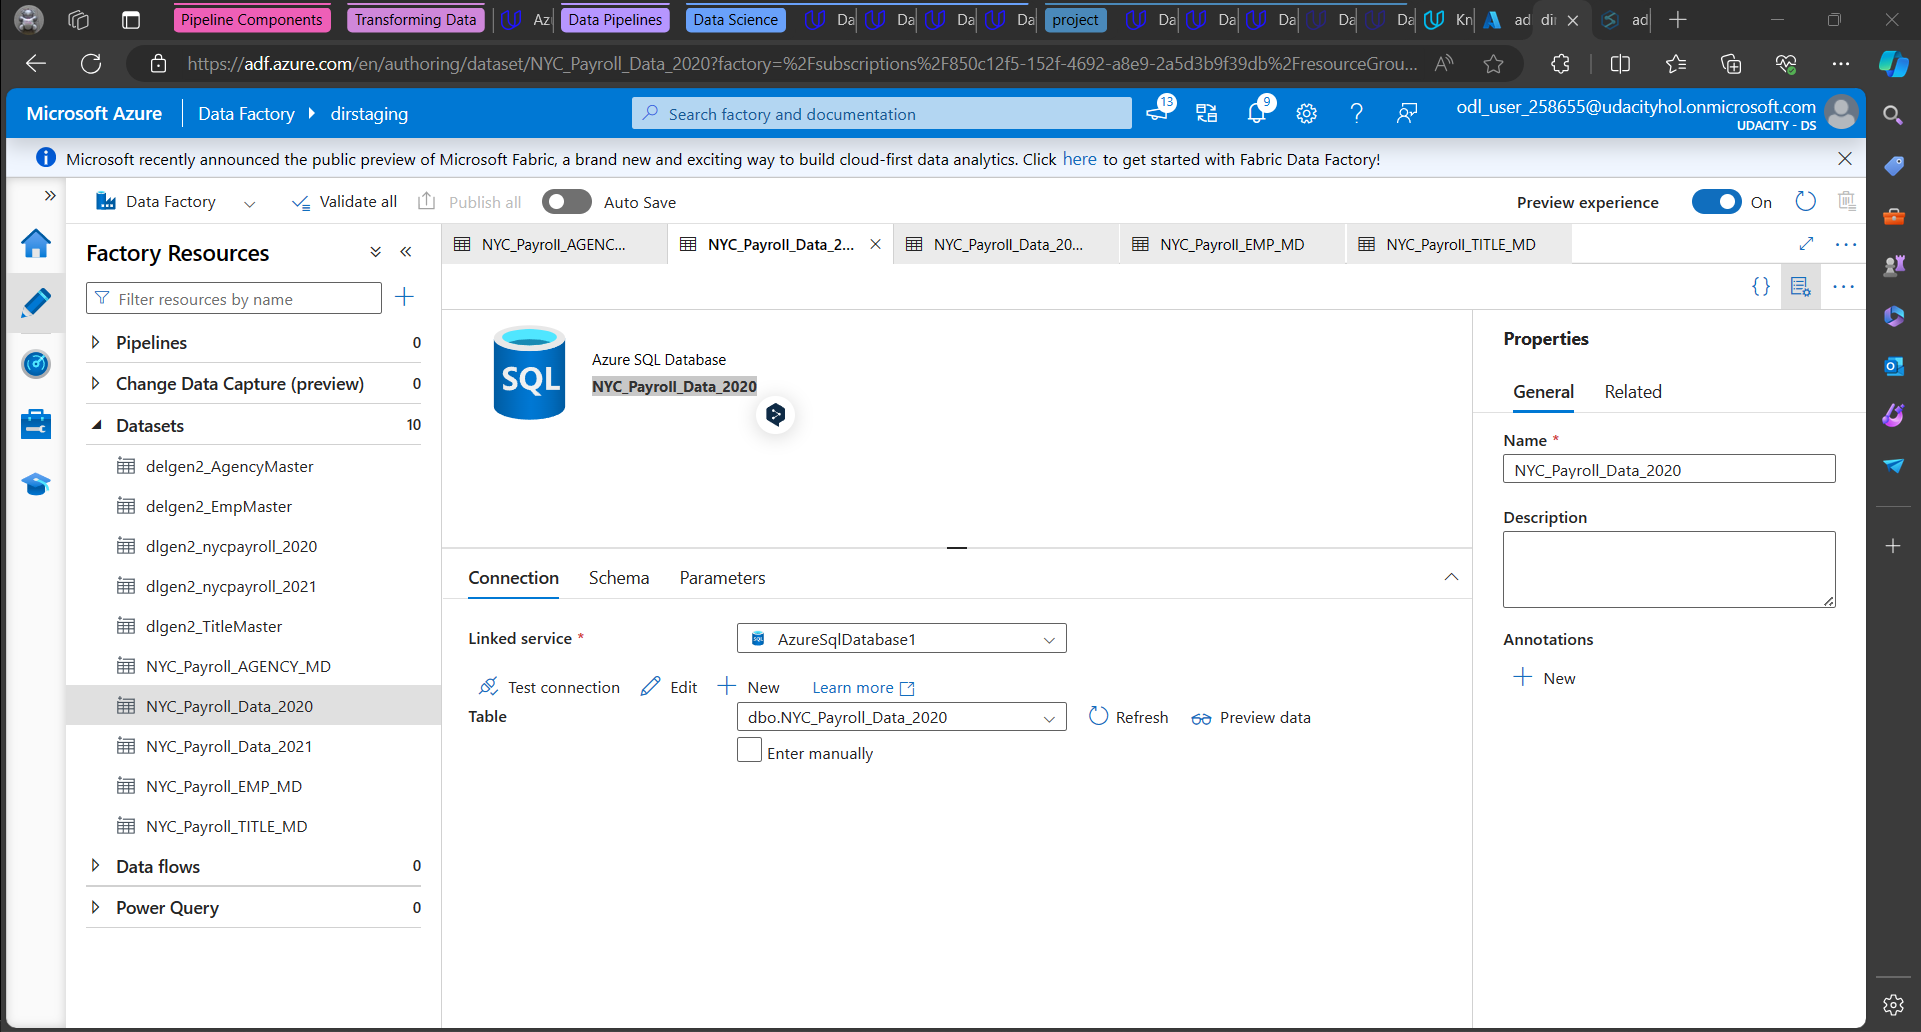 Pipeline Components
Transforming Data
Az
Data Pipelines
Data Science
Da
Da
Da
Da
project
Da
Da
Da
Da
Da
Kn
ad
di
ad
https://adf.azure.com/en/authoring/dataset/NYC_Payroll_Data_2020?factory=%2Fsubscriptions%2F850c12f5-152f-4692-a8e9-2a5d3b9f39db%2FresourceGrou...
Microsoft Azure
Data Factory
dirstaging
Search factory and documentation
13
9
odl_user_258655@udacityhol.onmicrosoft.com
UDACITY - DS
Microsoft recently announced the public preview of Microsoft Fabric, a brand new and exciting way to build cloud-first data analytics. Click here to get started with Fabric Data Factory!
Data Factory
Validate all
Publish all
Auto Save
Preview experience
On
Factory Resources
Filter resources by name
Pipelines 0
Change Data Capture (preview) 0
Datasets 10
delgen2_AgencyMaster
delgen2_EmpMaster
dlgen2_nycpayroll_2020
dlgen2_nycpayroll_2021
dlgen2_TitleMaster
NYC_Payroll_AGENCY_MD
NYC_Payroll_Data_2020
NYC_Payroll_Data_2021
NYC_Payroll_EMP_MD
NYC_Payroll_TITLE_MD
Data flows 0
Power Query 0
NYC_Payroll_AGENC...
NYC_Payroll_Data_2...
NYC_Payroll_Data_20...
NYC_Payroll_EMP_MD
NYC_Payroll_TITLE_MD
{}
SQL
Azure SQL Database
NYC_Payroll_Data_2020
Connection
Schema
Parameters
Linked service *
AzureSqlDatabase1
Test connection
Edit
New
Learn more
Table
dbo.NYC_Payroll_Data_2020
Refresh
Preview data
Enter manually
Properties
General
Related
Name *
NYC_Payroll_Data_2020
Description
Annotations
New